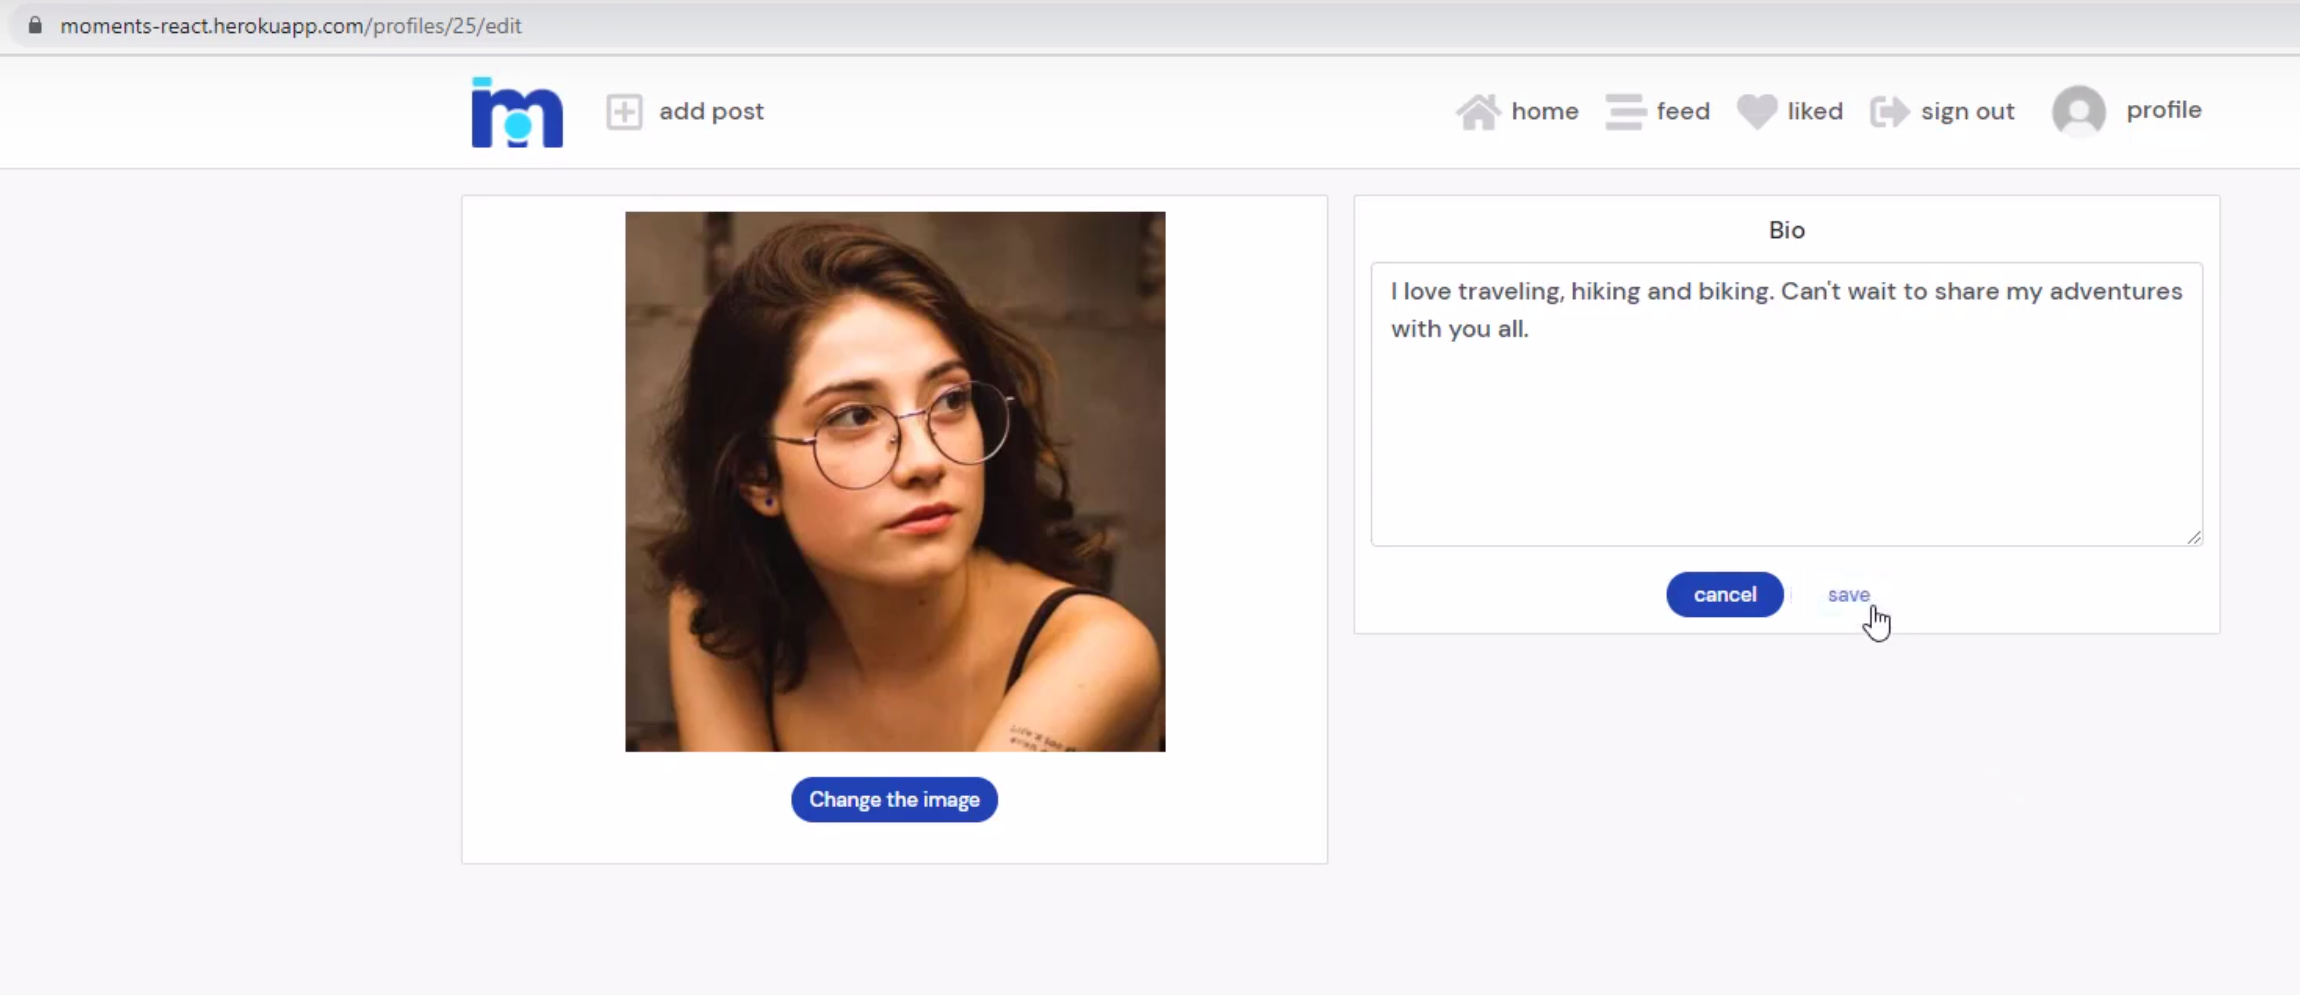 moments-react.herokuapp.com/profiles/25/edit
add post
home
feed
liked
sign out
profile
Bio
I love traveling, hiking and biking. Can't wait to share my adventures
with you all.
cancel
save
Change the image